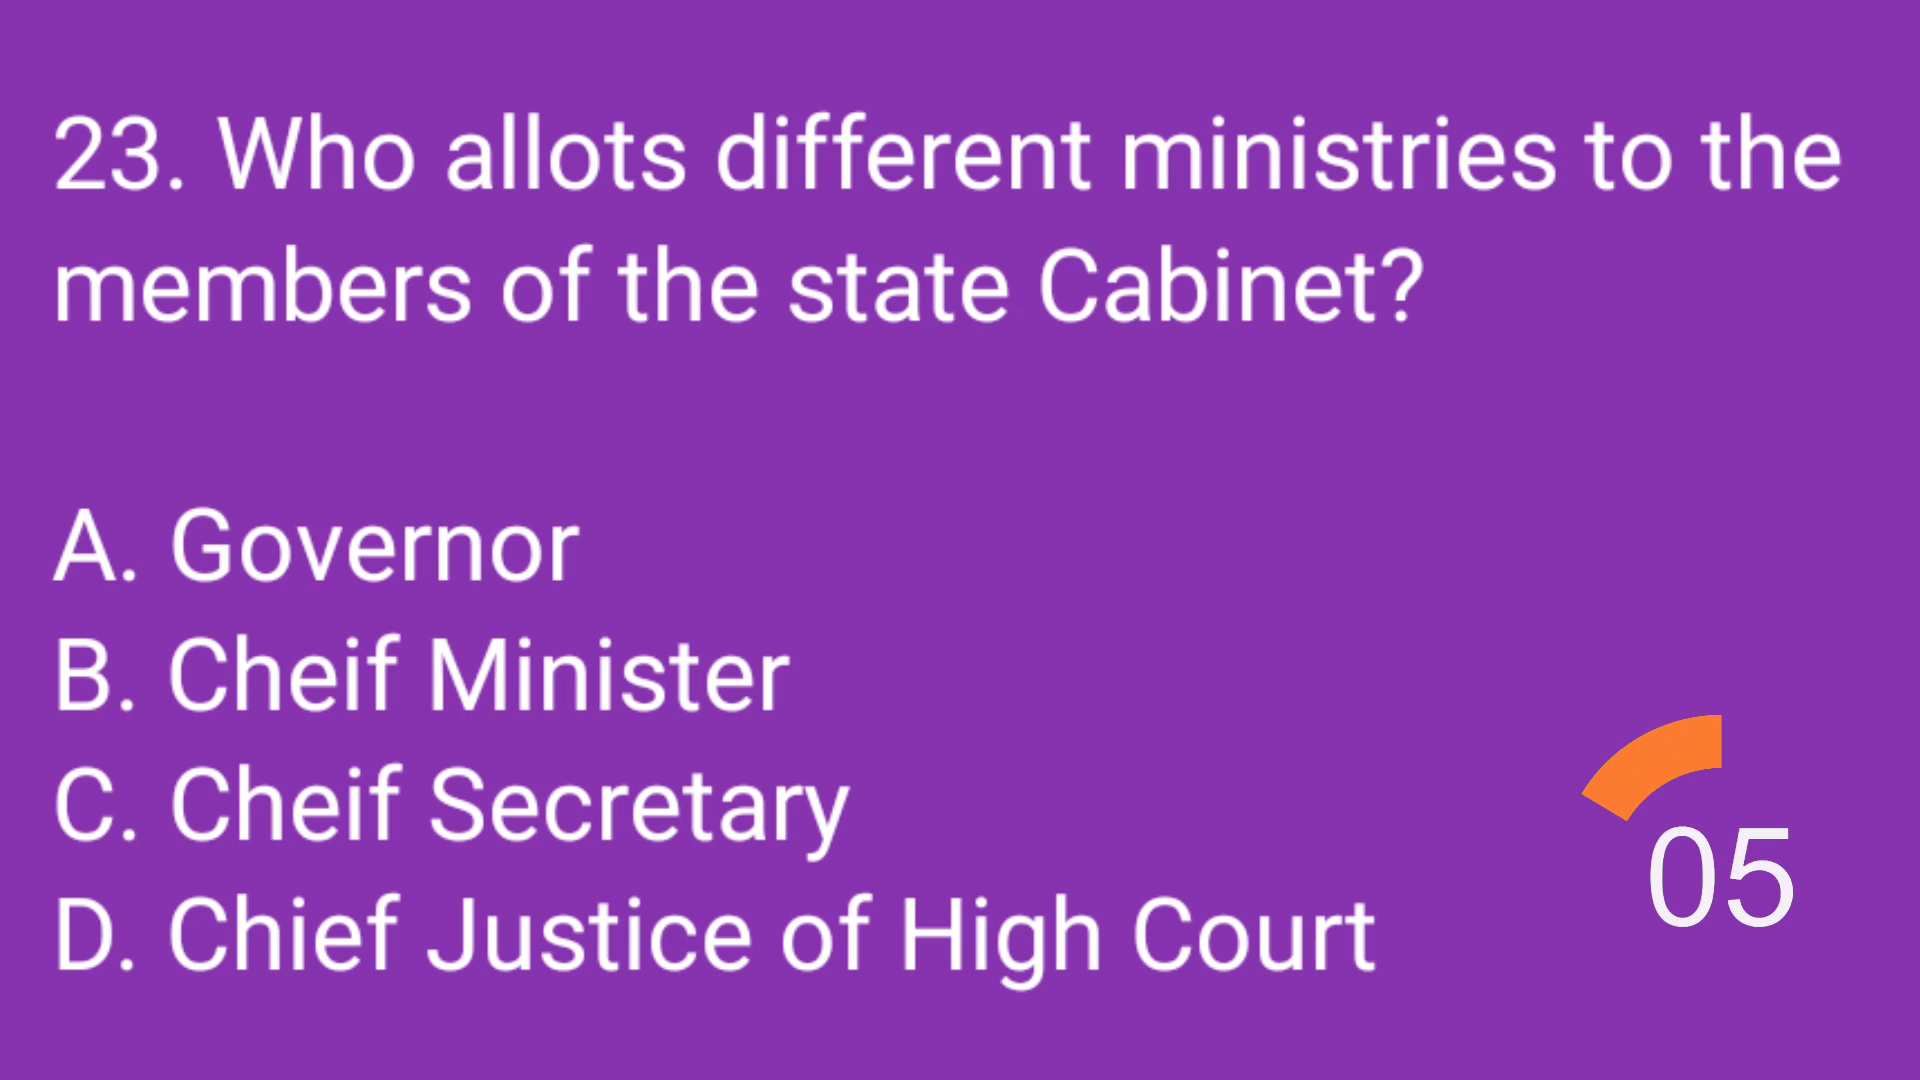 23. Who allots different ministries to the
members of the state Cabinet?
A. Governor
B. Cheif Minister
C. Cheif Secretary
D. Chief Justice of High Court
05